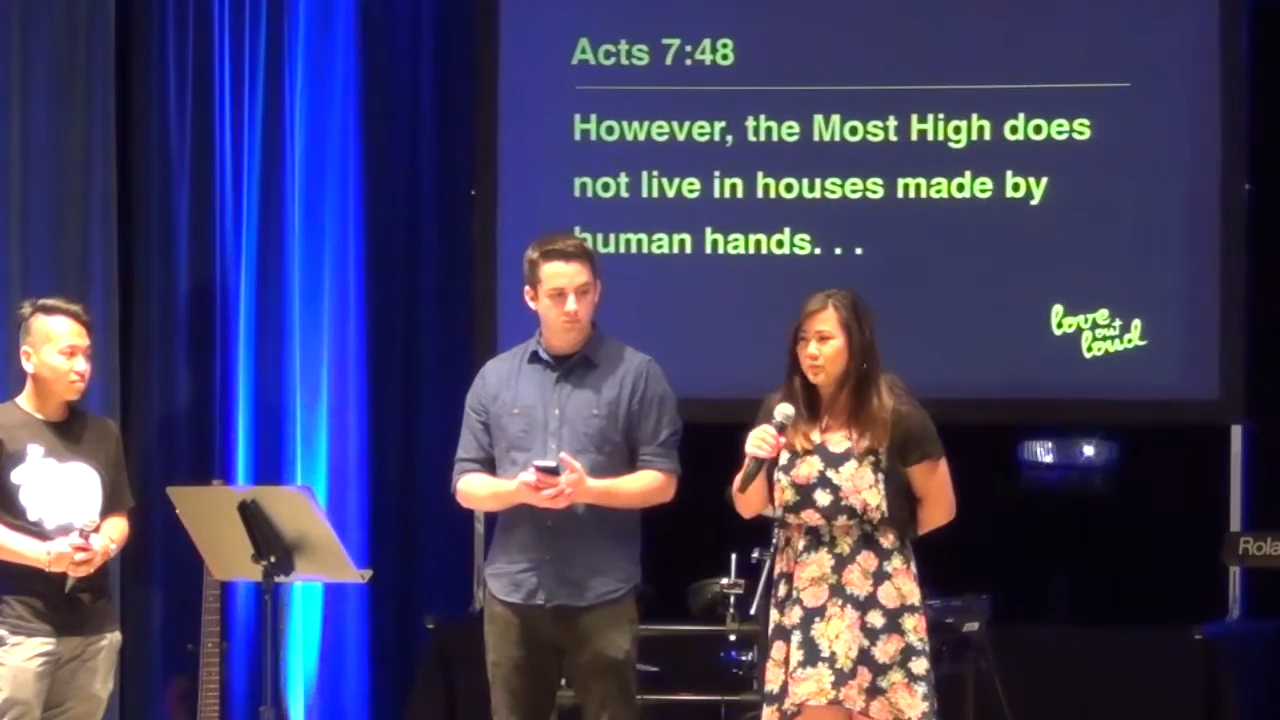 Acts 7:48
However, the Most High does
not live in houses made by
human hands. . .
love
out
loud
Rola